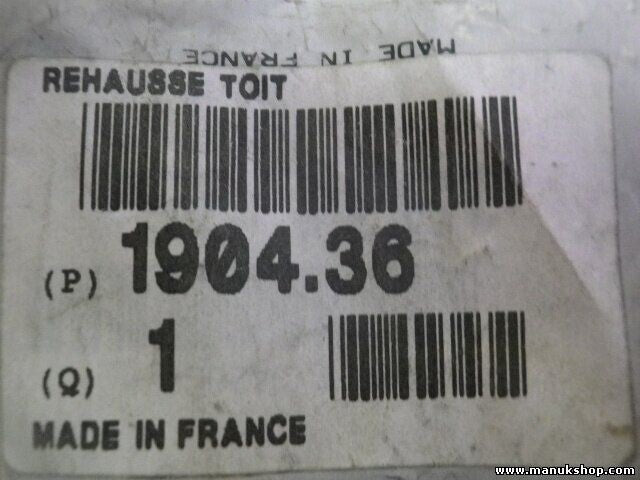 MADE IN FRANCE
REHAUSSE TOIT
(P) 1904.36
(Q) 1
MADE IN FRANCE
www.manukshop.com